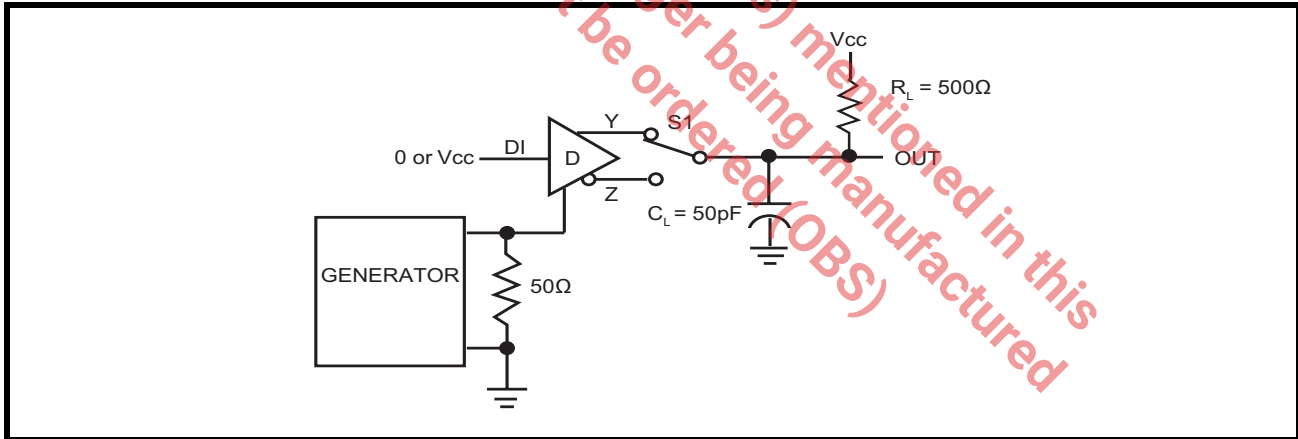 Vcc
R_L = 500Ω
Y
S1
DI
0 or Vcc
D
OUT
Z
C_L = 50pF
GENERATOR
50Ω
s) mentioned in this
ger being manufactured
t be ordered (OBS)